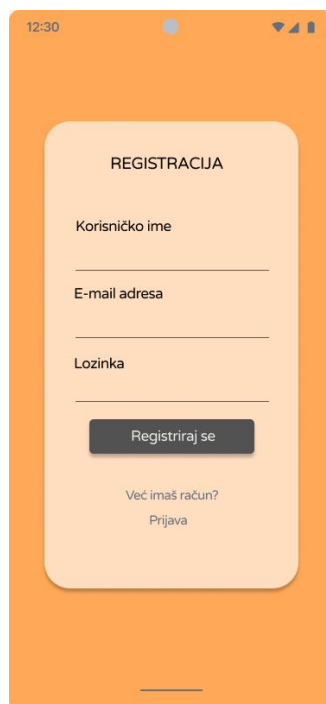 12:30
REGISTRACIJA
Korisničko ime
E-mail adresa
Lozinka
Registriraj se
Već imaš račun?
Prijava